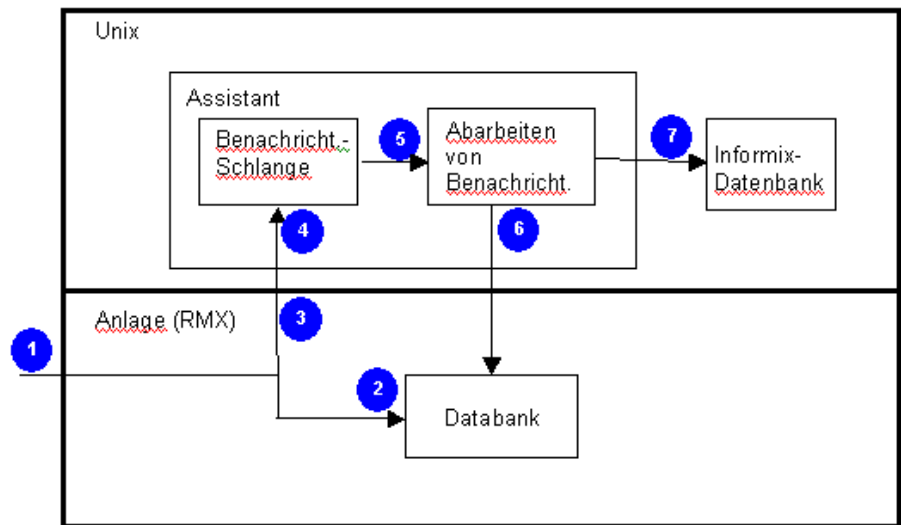 Unix
Assistant
Benachricht.-
Schlange
5
Abarbeiten
von
Benachricht.
7
Informix-
Datenbank
4
6
Anlage (RMX)
3
1
2
Databank